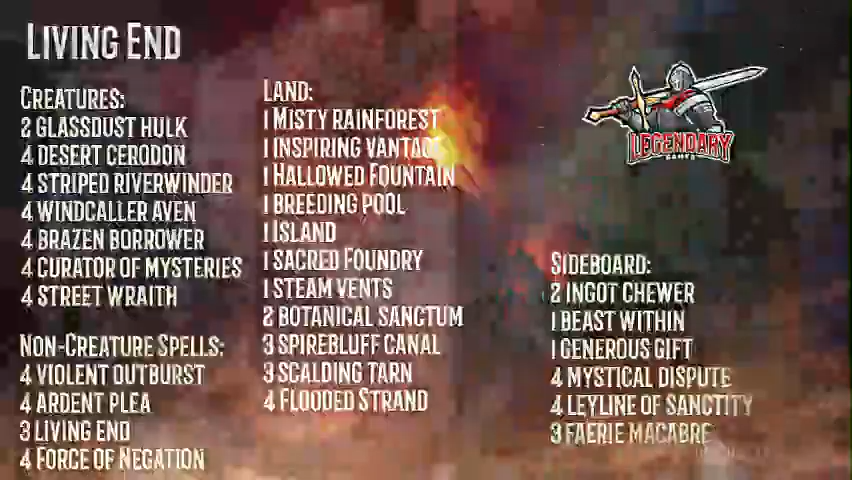 Living End
Creatures:
2 Glassdust Hulk
4 Desert Cerodon
4 Striped Riverwinder
4 Windcaller Aven
4 Brazen Borrower
4 Curator of Mysteries
4 Street Wraith
Non-Creature Spells:
4 Violent Outburst
4 Ardent Plea
3 Living End
4 Force of Negation
Land:
1 Misty Rainforest
1 Inspiring Vantage
1 Hallowed Fountain
1 Breeding Pool
1 Island
1 Sacred Foundry
1 Steam Vents
2 Botanical Sanctum
3 Spirebluff Canal
3 Scalding Tarn
4 Flooded Strand
Legendary
Games
Sideboard:
2 Ingot Chewer
1 Beast Within
1 Generous Gift
4 Mystical Dispute
4 Leyline of Sanctity
3 Faerie Macabre